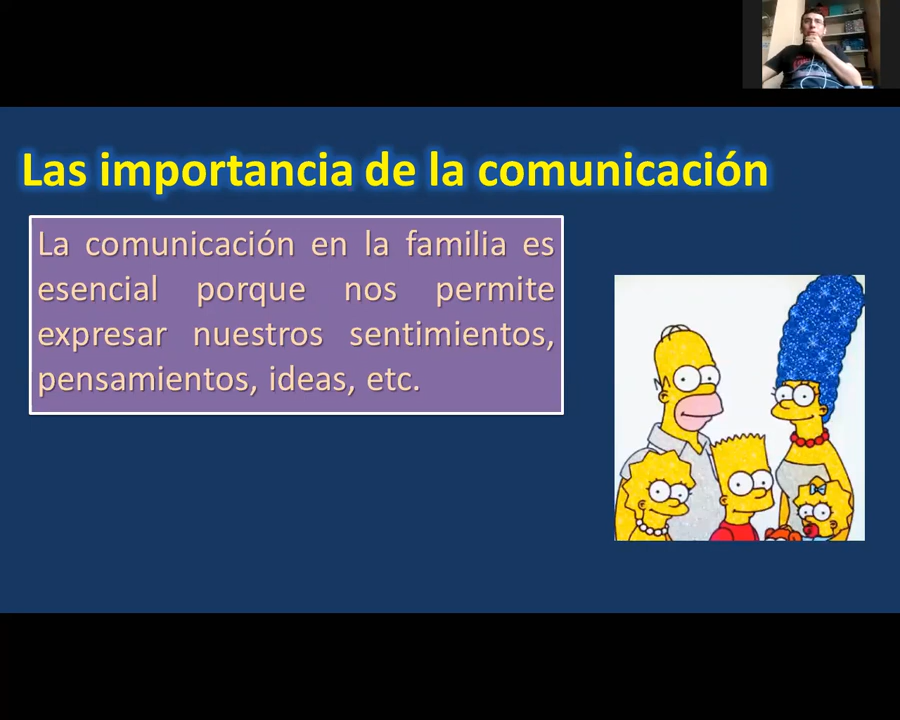 Las importancia de la comunicación
La comunicación en la familia es
esencial porque nos permite
expresar nuestros sentimientos,
pensamientos, ideas, etc.